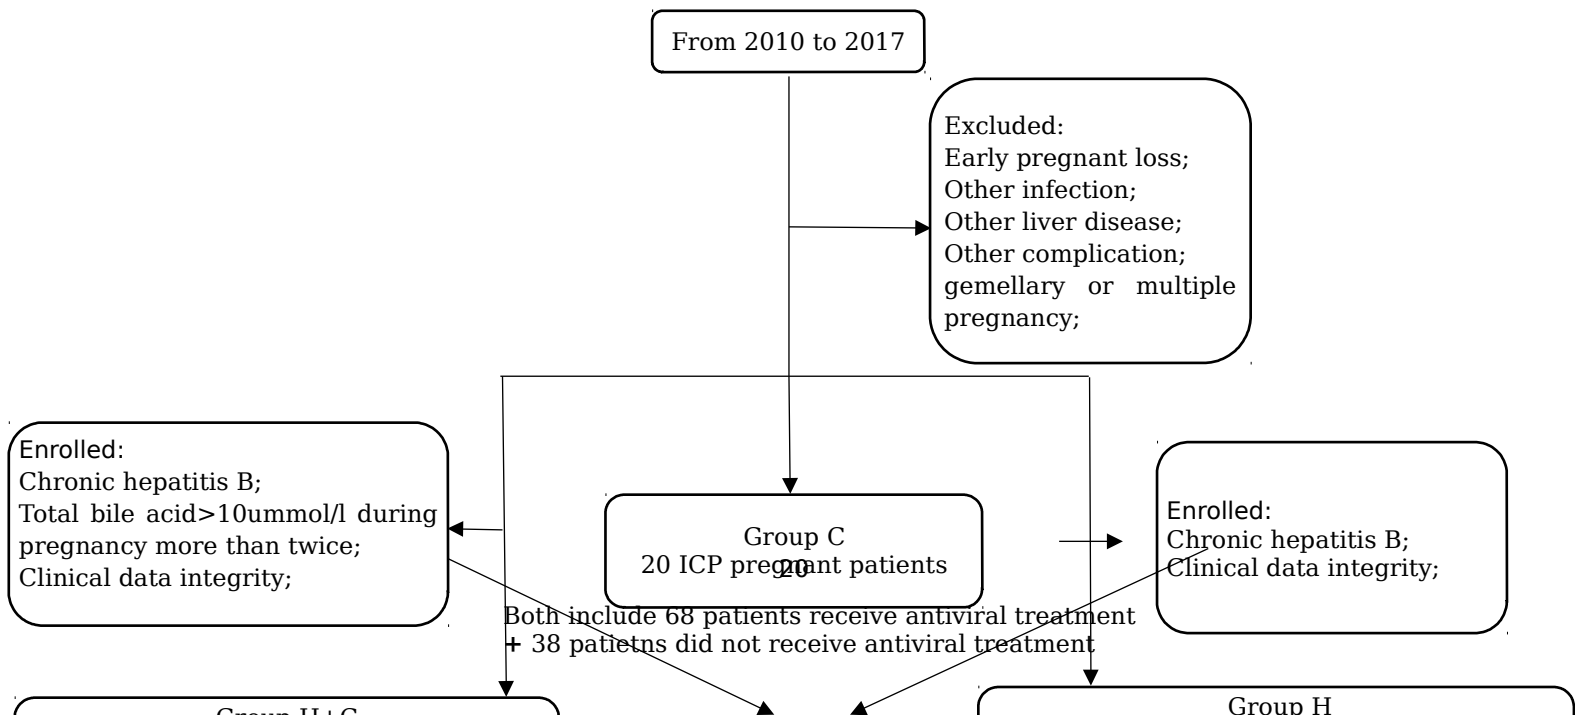 From 2010 to 2017
Excluded:
Early pregnant loss;
Other infection;
Other liver disease;
Other complication;
gemellary or multiple
pregnancy;
Enrolled:
Chronic hepatitis B;
Total bile acid>10ummol/l during
pregnancy more than twice;
Clinical data integrity;
Group C
20 ICP pregnant patients
20
Enrolled:
Chronic hepatitis B;
Clinical data integrity;
Both include 68 patients receive antiviral treatment
+ 38 patietns did not receive antiviral treatment
Group H+C
Group H